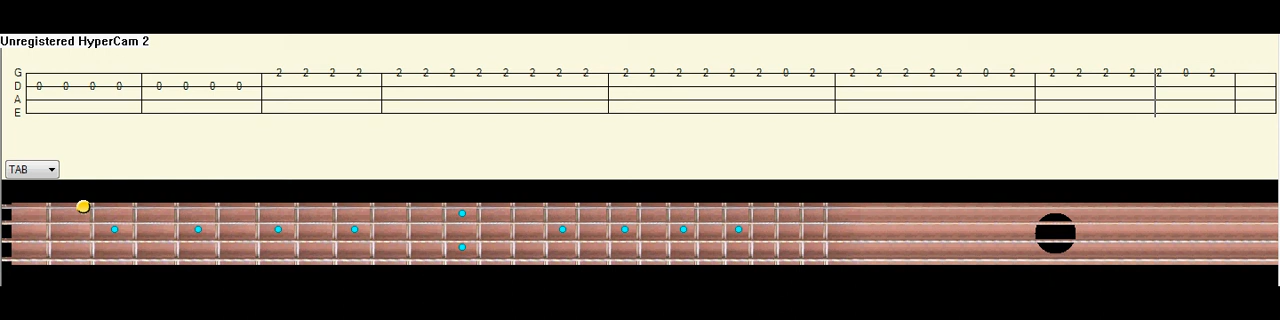 Unregistered HyperCam 2
G 2 2 2 2 2 2 2 2 2 2 2 2 2 2 2 2 2 2 0 2 2 2 2 2 2 0 2 2 2 2 2 2 0 2
D 0 0 0 0 0 0 0 0
A
E
TAB